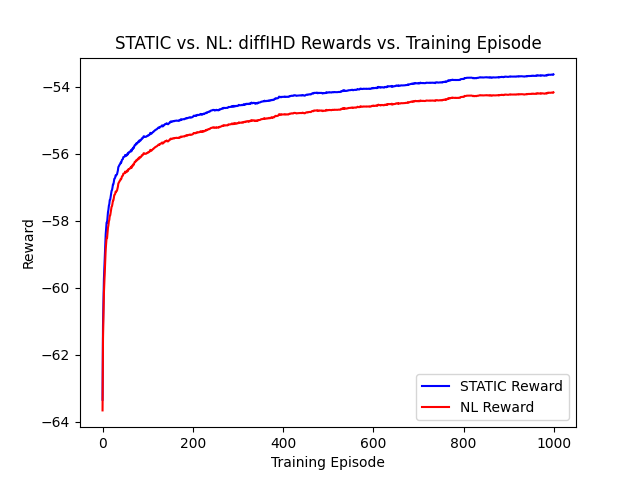 STATIC vs. NL: diffIHD Rewards vs. Training Episode
Reward
−54
−56
−58
−60
−62
−64
0
200
400
600
800
1000
Training Episode
STATIC Reward
NL Reward